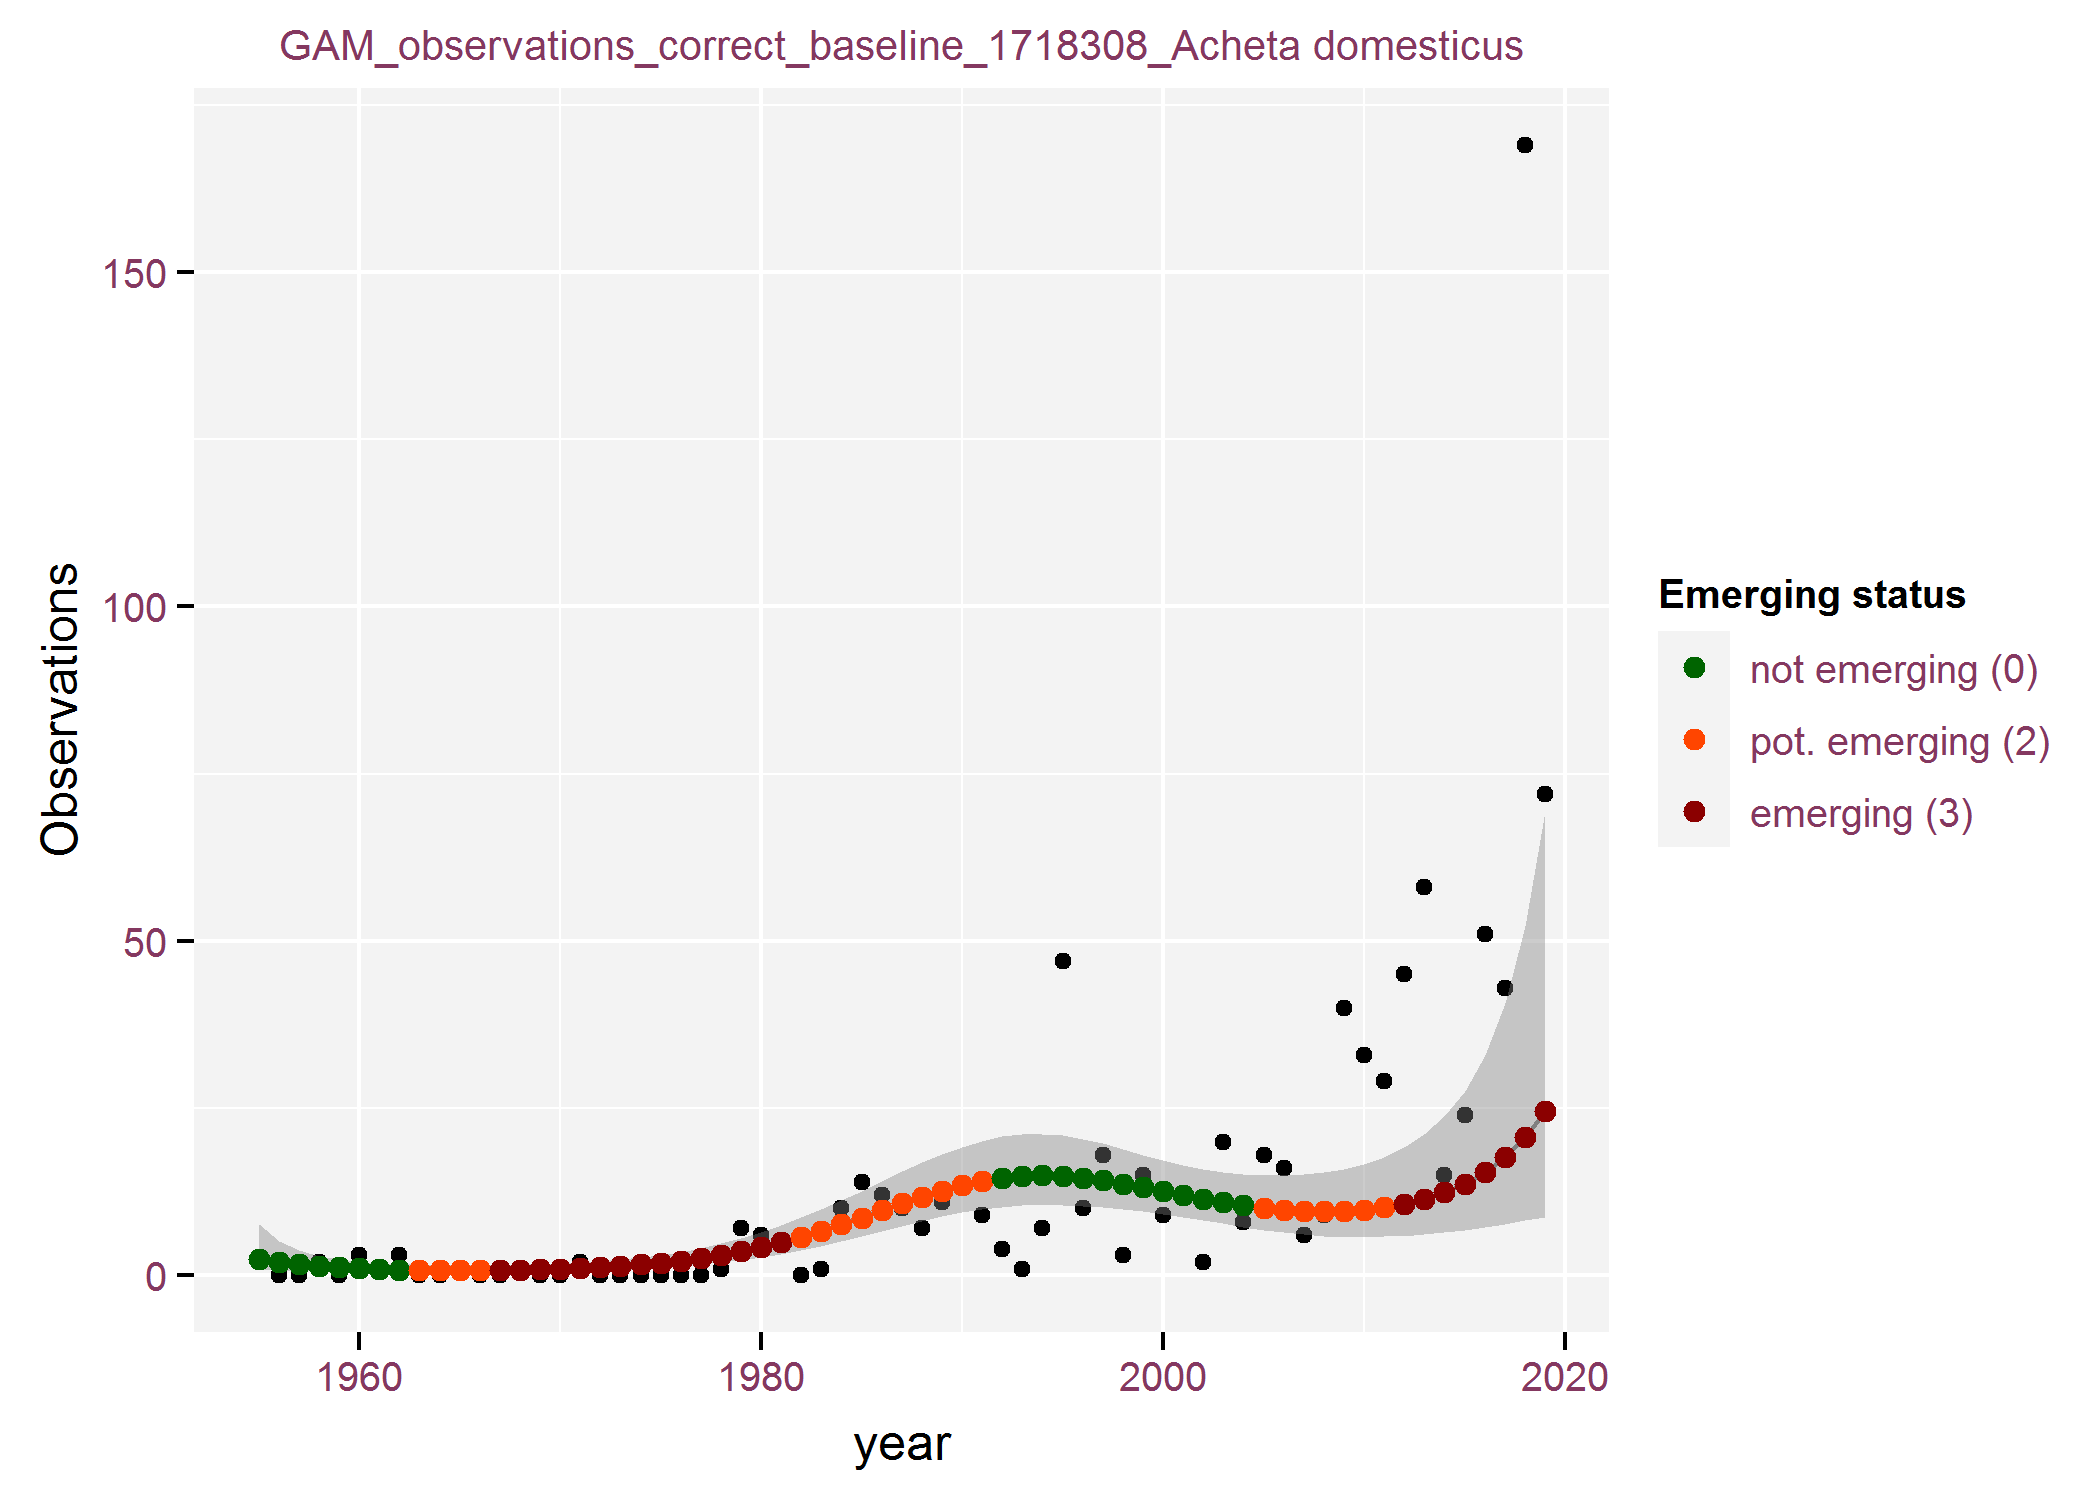 GAM_observations_correct_baseline_1718308_Acheta domesticus
150
100
50
0
Observations
1960 1980 2000 2020
year
Emerging status
not emerging (0)
pot. emerging (2)
emerging (3)